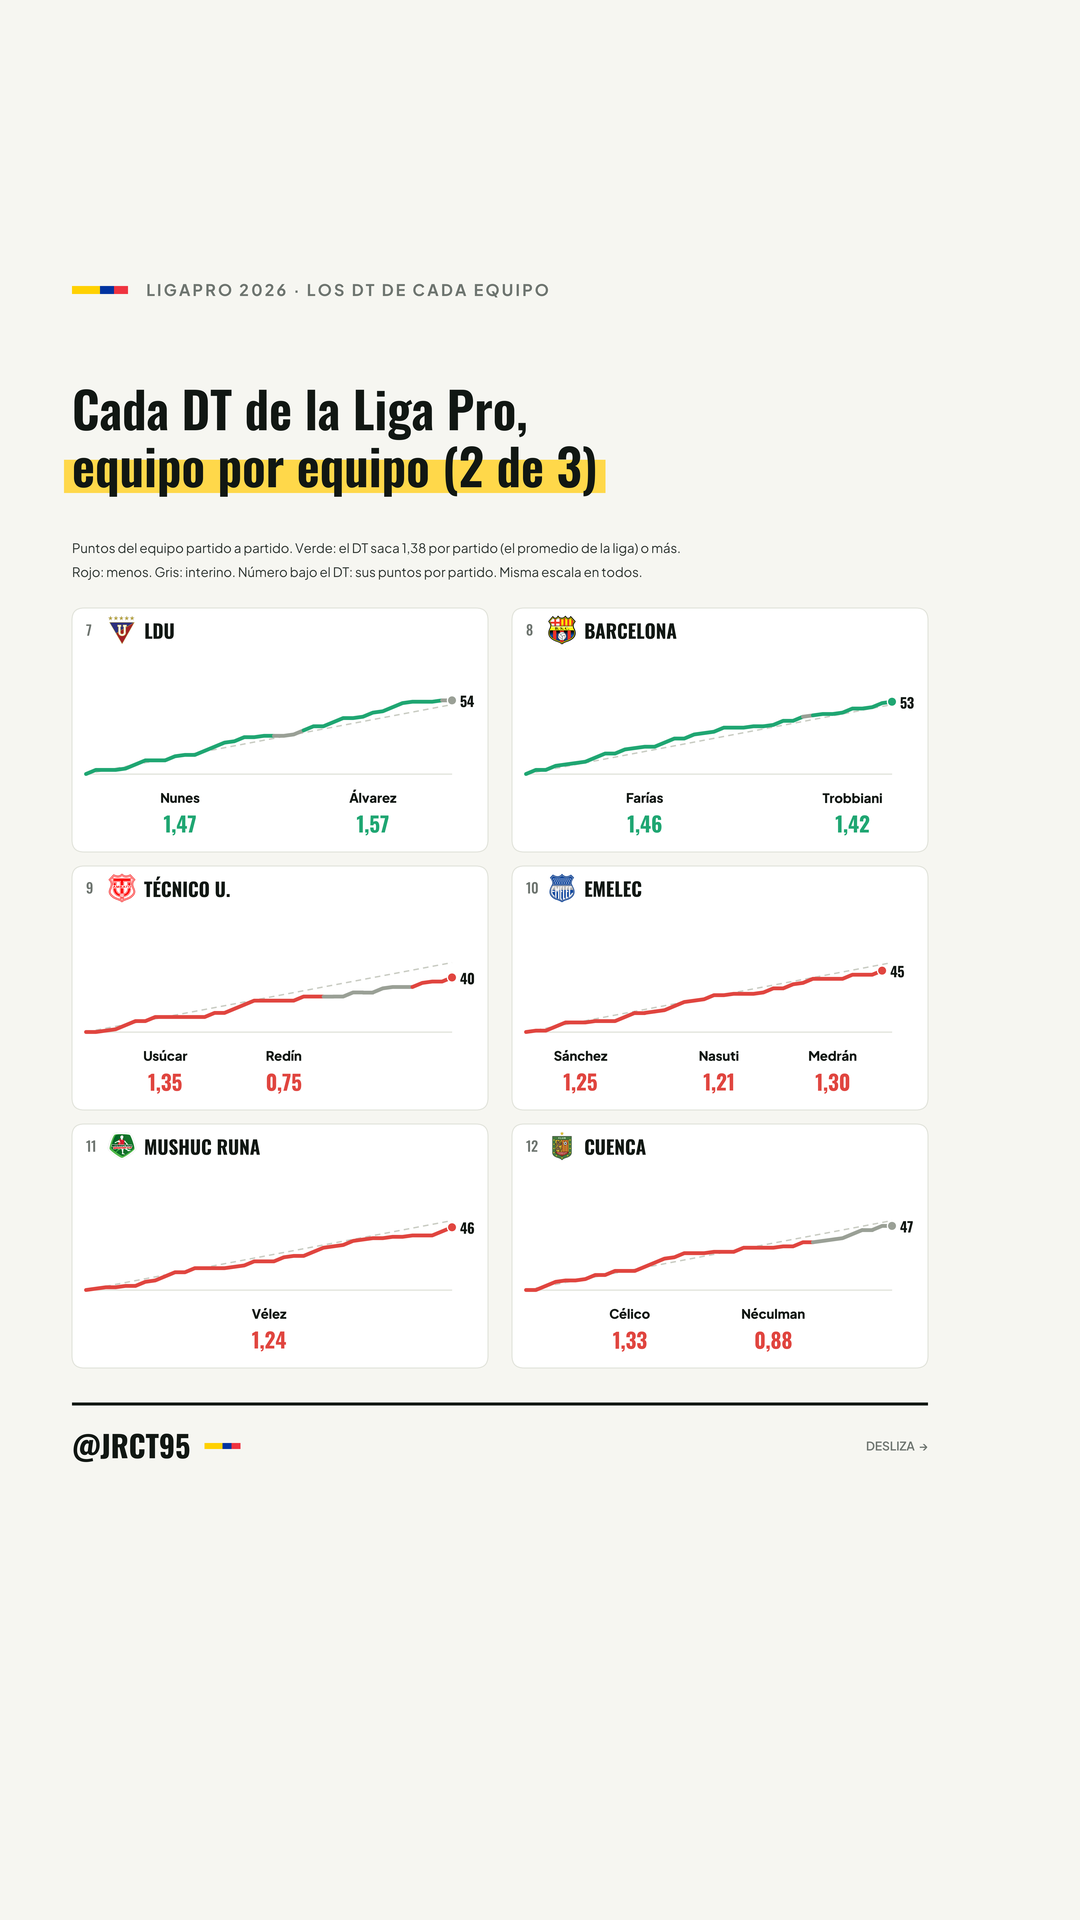 LIGAPRO 2026 · LOS DT DE CADA EQUIPO
Cada DT de la Liga Pro,
equipo por equipo (2 de 3)
Puntos del equipo partido a partido. Verde: el DT saca 1,38 por partido (el promedio de la liga) o más.
Rojo: menos. Gris: interino. Número bajo el DT: sus puntos por partido. Misma escala en todos.
7 LDU
54
Nunes Álvarez
1,47 1,57
8 BARCELONA
53
Farías Trobbiani
1,46 1,42
9 TÉCNICO U.
40
Usúcar Redín
1,35 0,75
10 EMELEC
45
Sánchez Nasuti Medrán
1,25 1,21 1,30
11 MUSHUC RUNA
46
Vélez
1,24
12 CUENCA
47
Célico Néculman
1,33 0,88
@JRCT95
DESLIZA →